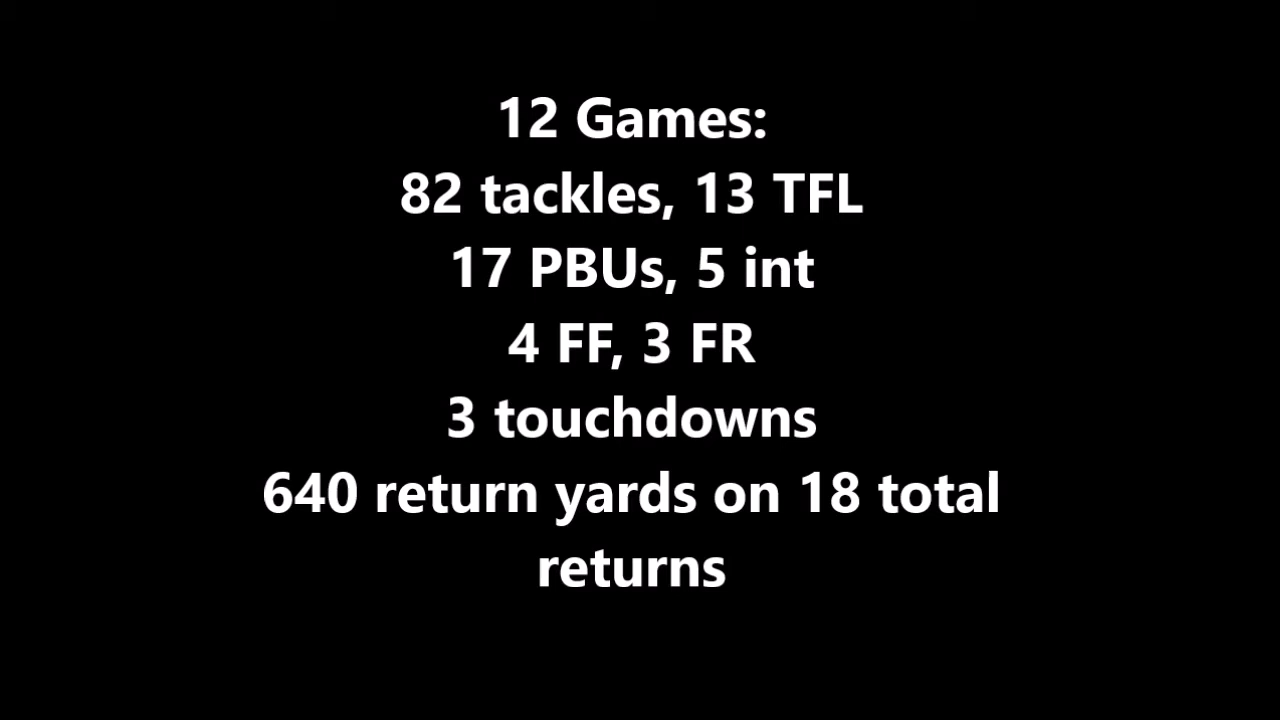 12 Games:
82 tackles, 13 TFL
17 PBUs, 5 int
4 FF, 3 FR
3 touchdowns
640 return yards on 18 total
returns